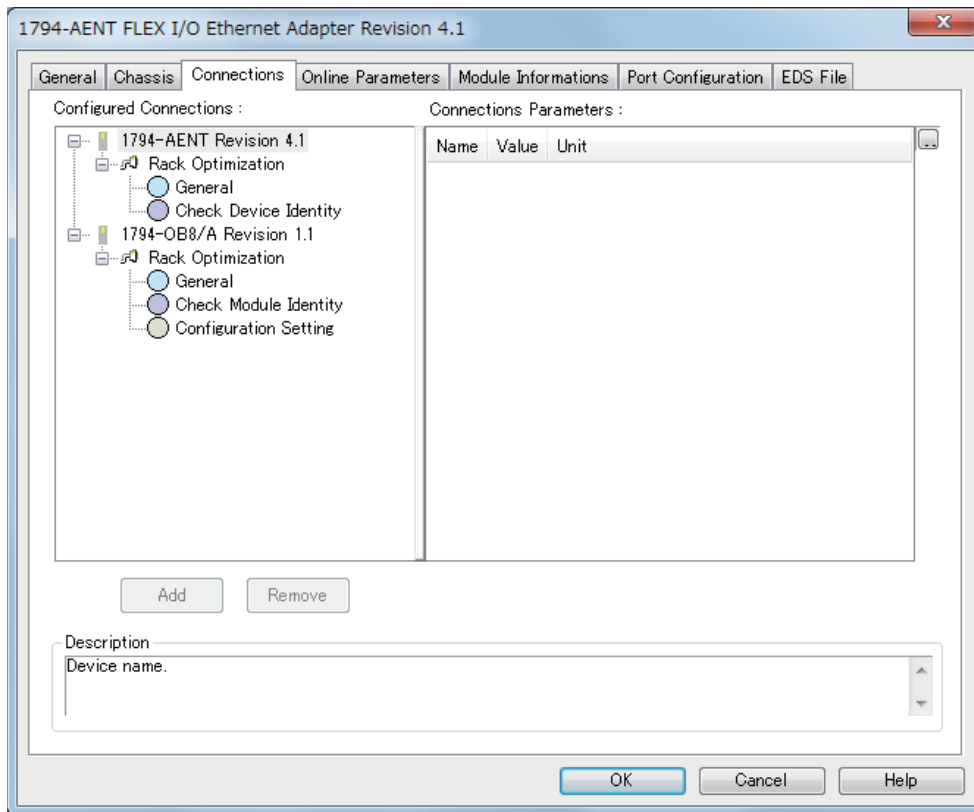 1794-AENT FLEX I/O Ethernet Adapter Revision 4.1
General Chassis Connections Online Parameters Module Informations Port Configuration EDS File
Configured Connections : Connections Parameters :
1794-AENT Revision 4.1
Name Value Unit
Rack Optimization
General
Check Device Identity
1794-OB8/A Revision 1.1
Rack Optimization
General
Check Module Identity
Configuration Setting
Add Remove
Description
Device name.
OK Cancel Help